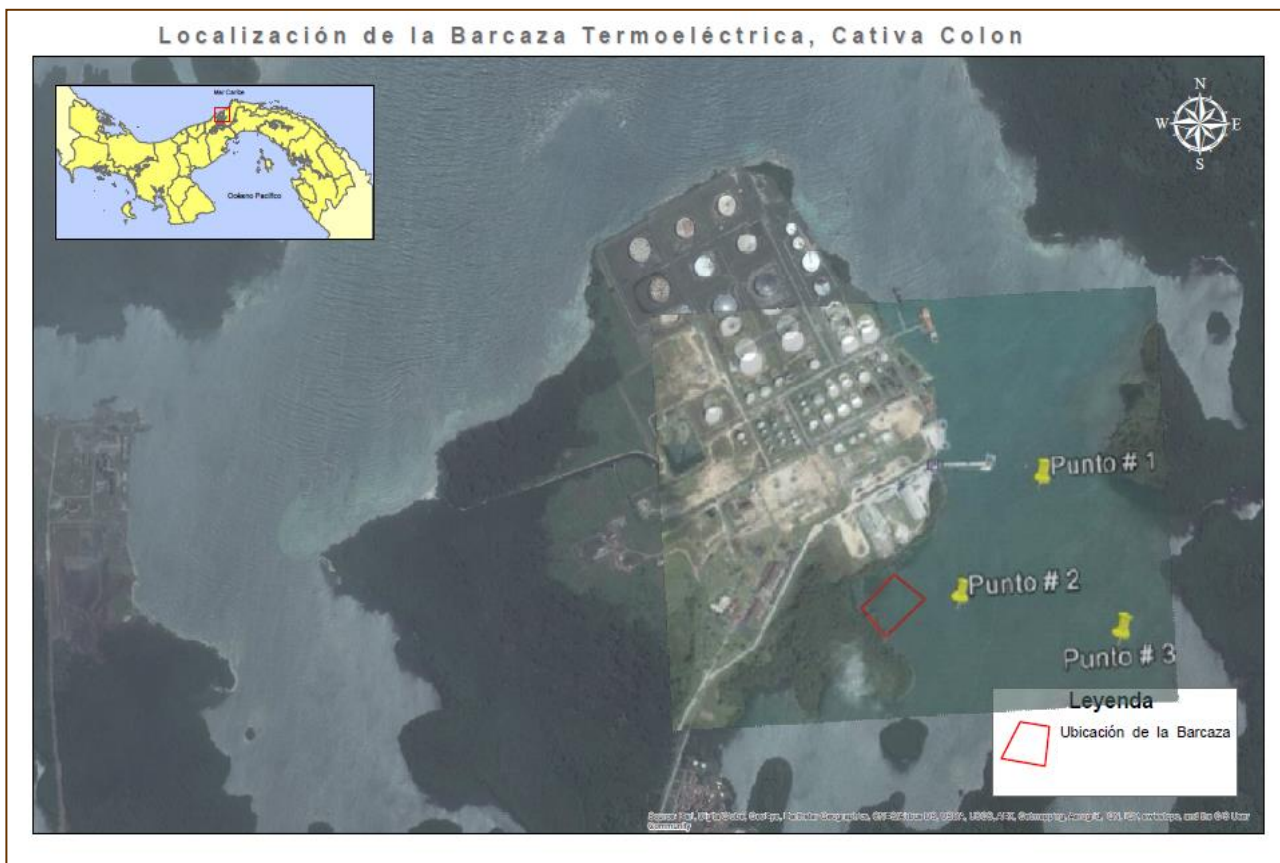 Localización de la Barcaza Termoeléctrica, Cativa Colon
Mar Caribe
Océano Pacífico
N
W E
S
Punto # 1
Punto # 2
Punto # 3
Leyenda
Ubicación de la Barcaza
Community